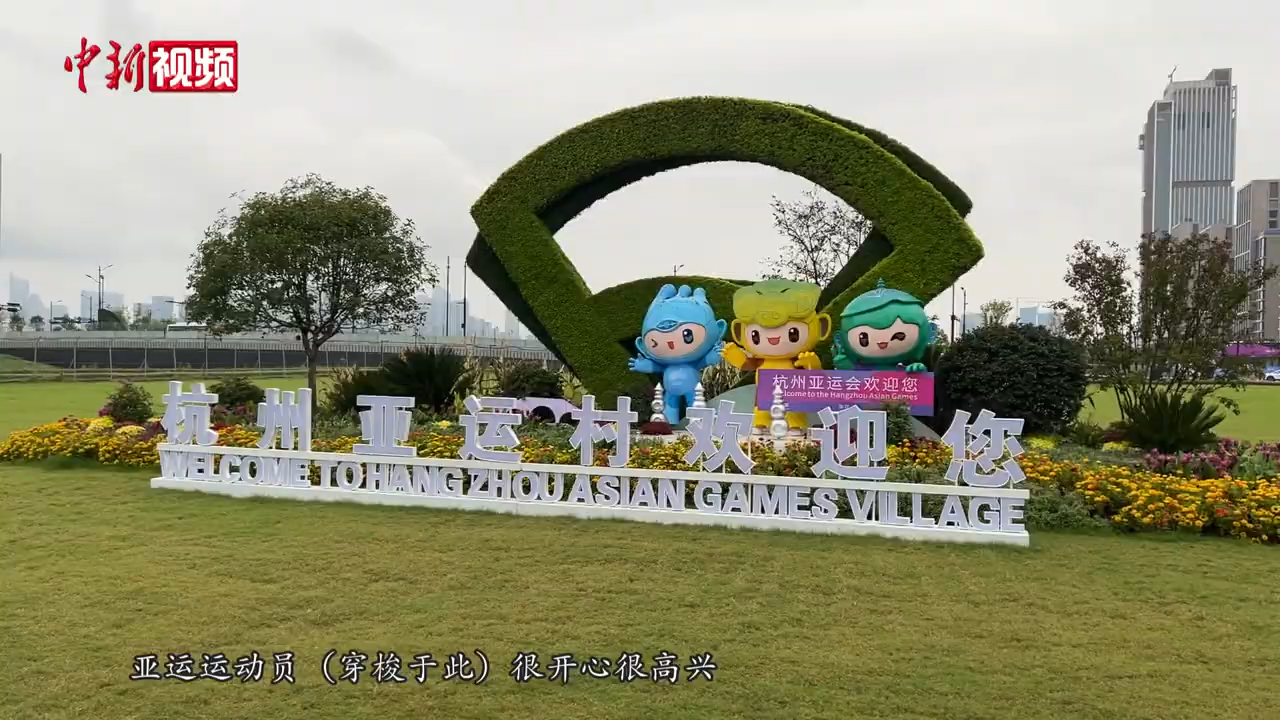 中新视频
杭州亚运会欢迎您
Welcome to the Hangzhou Asian Games
杭州亚运村欢迎您
WELCOME TO HANGZHOU ASIAN GAMES VILLAGE
亚运运动员（穿梭于此）很开心很高兴